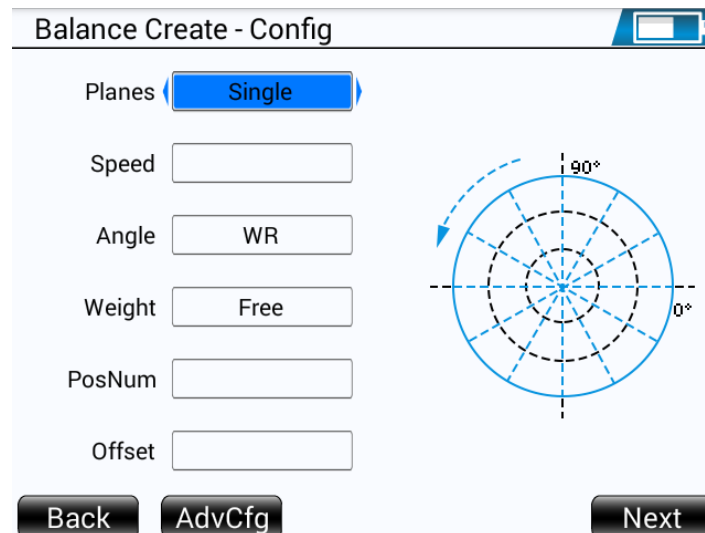 Balance Create - Config
Planes Single
Speed
90°
Angle WR
Weight Free
0°
PosNum
Offset
Back AdvCfg Next